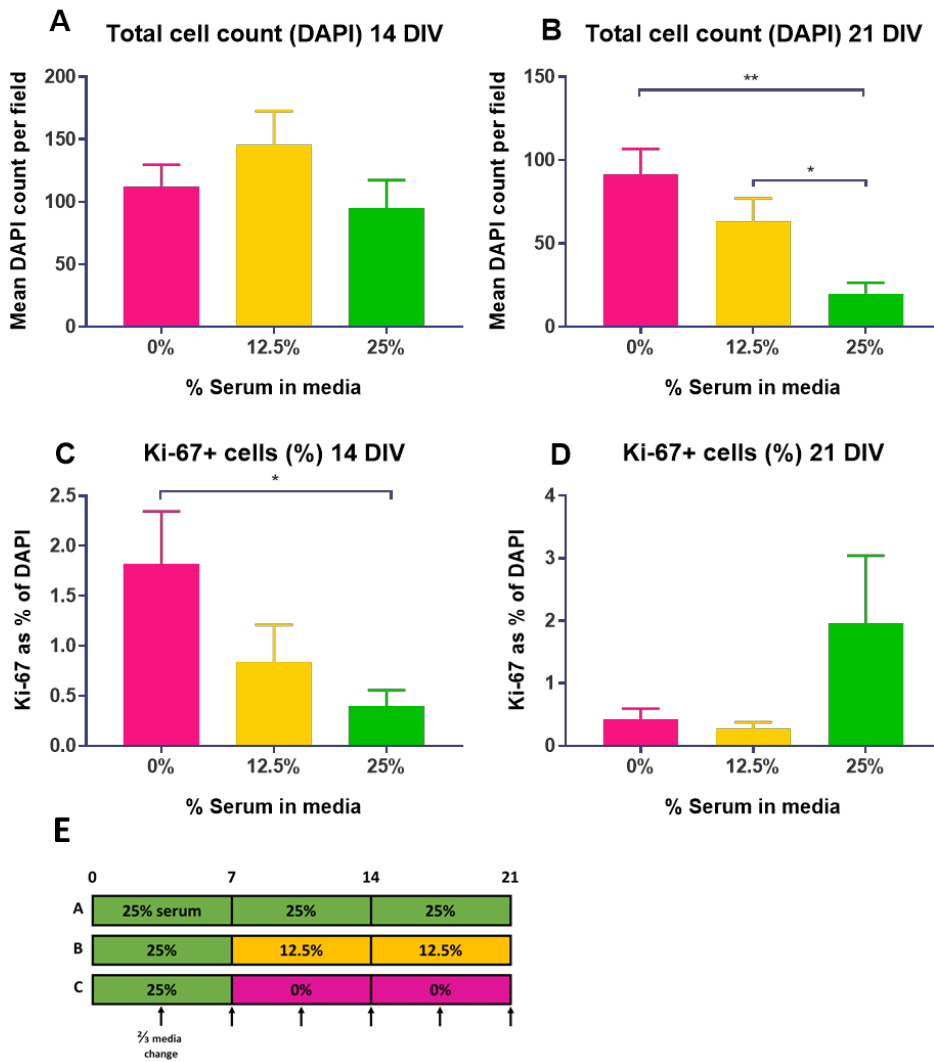 A
Total cell count (DAPI) 14 DIV
Mean DAPI count per field
200
150
100
50
0
0% 12.5% 25%
% Serum in media
B
Total cell count (DAPI) 21 DIV
Mean DAPI count per field
150
100
50
0
**
*
0% 12.5% 25%
% Serum in media
C
Ki-67+ cells (%) 14 DIV
Ki-67 as % of DAPI
2.5
2.0
1.5
1.0
0.5
0.0
*
0% 12.5% 25%
% Serum in media
D
Ki-67+ cells (%) 21 DIV
Ki-67 as % of DAPI
4
3
2
1
0
0% 12.5% 25%
% Serum in media
E
0 7 14 21
A 25% serum 25% 25%
B 25% 12.5% 12.5%
C 25% 0% 0%
⅔ media
change